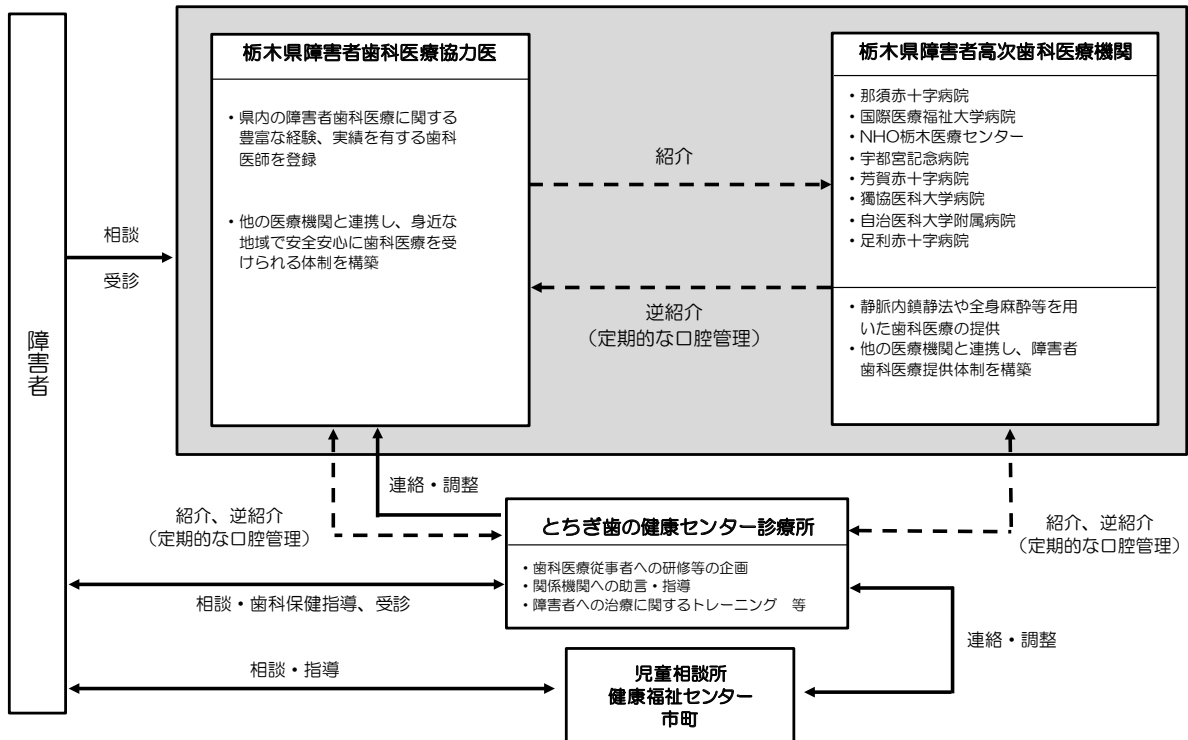 栃木県障害者歯科医療協力医
・県内の障害者歯科医療に関する
豊富な経験、実績を有する歯科
医師を登録
・他の医療機関と連携し、身近な
地域で安全安心に歯科医療を受
けられる体制を構築
栃木県障害者高次歯科医療機関
・那須赤十字病院
・国際医療福祉大学病院
・NHO栃木医療センター
・宇都宮記念病院
・芳賀赤十字病院
・獨協医科大学病院
・自治医科大学附属病院
・足利赤十字病院
・静脈内鎮静法や全身麻酔等を用
いた歯科医療の提供
・他の医療機関と連携し、障害者
歯科医療提供体制を構築
紹介
逆紹介
（定期的な口腔管理）
相談
受診
障害者
連絡・調整
紹介、逆紹介
（定期的な口腔管理）
とちぎ歯の健康センター診療所
・歯科医療従事者への研修等の企画
・関係機関への助言・指導
・障害者への治療に関するトレーニング　等
紹介、逆紹介
（定期的な口腔管理）
相談・歯科保健指導、受診
連絡・調整
相談・指導
児童相談所
健康福祉センター
市町